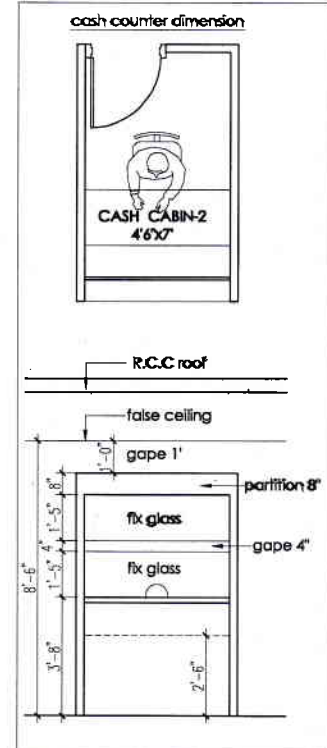 cash counter dimension
CASH CABIN-2
4'6"X7'
R.C.C roof
false ceiling
1'-0"
gape 1'
8"
partition 8"
1'-5"
fix glass
4"
gape 4"
8'-6"
1'-5"
fix glass
3'-8"
2'-6"